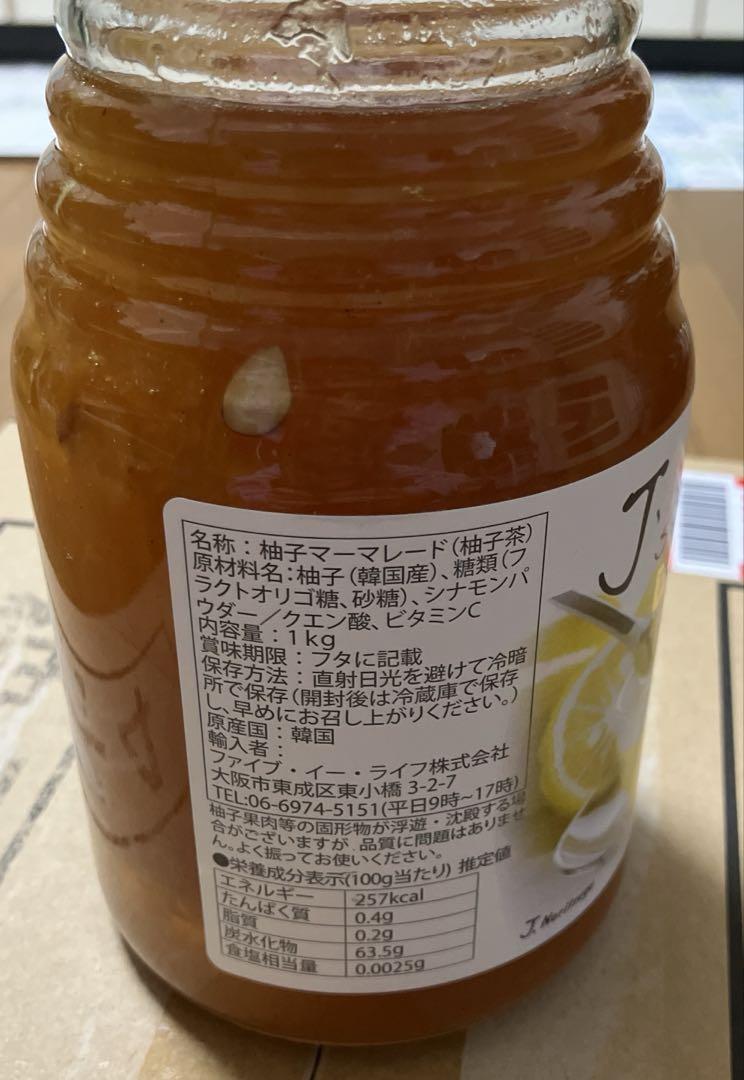 名称：柚子マーマレード(柚子茶)
原材料名：柚子(韓国産)、糖類(フ
ラクトオリゴ糖、砂糖)、シナモンパ
ウダー／クエン酸、ビタミンC
内容量：1kg
賞味期限：フタに記載
保存方法：直射日光を避けて冷暗
所で保存(開封後は冷蔵庫で保存
し、早めにお召し上がりください。)
原産国：韓国
輸入者：
ファイブ・イー・ライフ株式会社
大阪市東成区東小橋 3-2-7
TEL:06-6974-5151(平日9時~17時)
柚子果肉等の固形物が浮遊・沈殿する場
合がございますが、品質に問題はありませ
ん。よく振ってお使いください。
●栄養成分表示(100g当たり) 推定値
エネルギー 257kcal
たんぱく質 0.4g
脂質 0.2g
炭水化物 63.5g
食塩相当量 0.0025g
J.